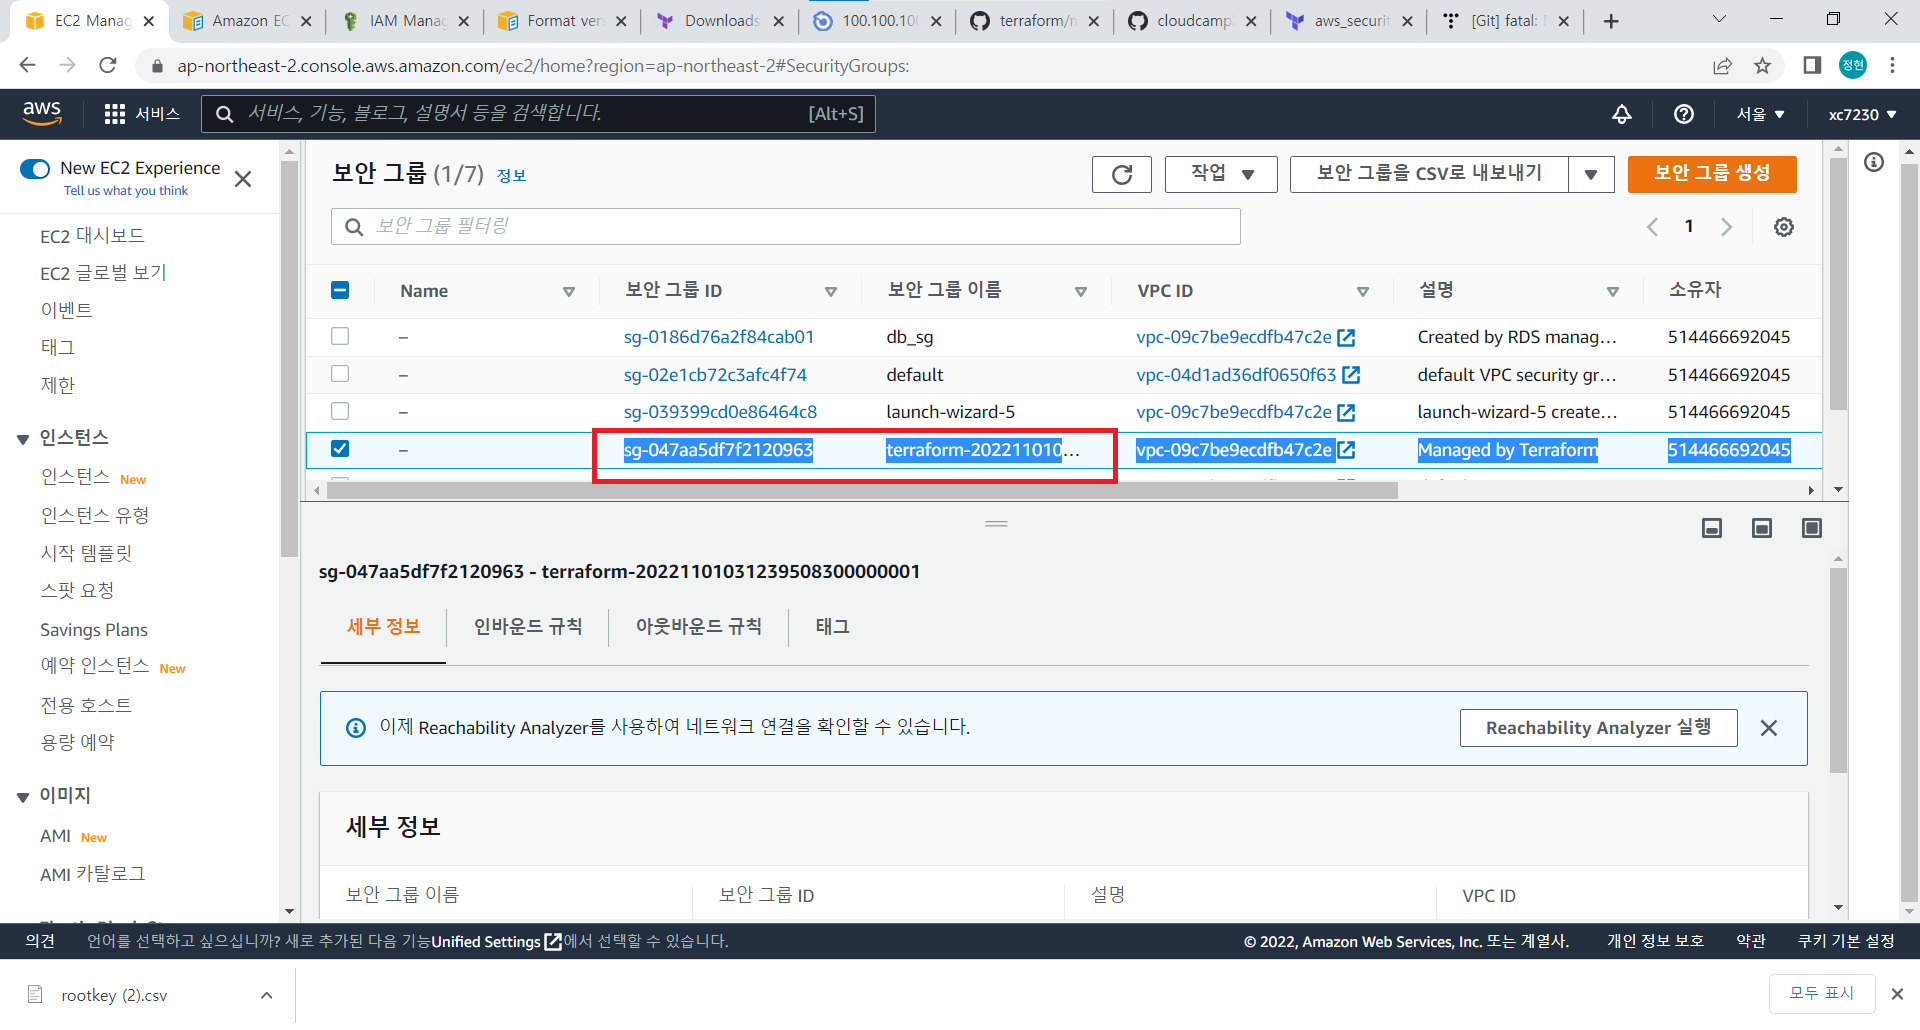 EC2 Manag
Amazon EC
IAM Manag
Format vers
Downloads
100.100.100
terraform/m
cloudcamp
aws_securit
[Git] fatal:
ap-northeast-2.console.aws.amazon.com/ec2/home?region=ap-northeast-2#SecurityGroups:
정현
aws
서비스
서비스, 기능, 블로그, 설명서 등을 검색합니다.
[Alt+S]
서울 ▼
xc7230 ▼
New EC2 Experience
Tell us what you think
EC2 대시보드
EC2 글로벌 보기
이벤트
태그
제한
인스턴스
인스턴스 New
인스턴스 유형
시작 템플릿
스팟 요청
Savings Plans
예약 인스턴스 New
전용 호스트
용량 예약
이미지
AMI New
AMI 카탈로그
보안 그룹 (1/7) 정보
작업 ▼
보안 그룹을 CSV로 내보내기
보안 그룹 생성
보안 그룹 필터링
1
Name 보안 그룹 ID 보안 그룹 이름 VPC ID 설명 소유자
– sg-0186d76a2f84cab01 db_sg vpc-09c7be9ecdfb47c2e Created by RDS manag... 514466692045
– sg-02e1cb72c3afc4f74 default vpc-04d1ad36df0650f63 default VPC security gr... 514466692045
– sg-039399cd0e86464c8 launch-wizard-5 vpc-09c7be9ecdfb47c2e launch-wizard-5 create... 514466692045
– sg-047aa5df7f2120963 terraform-202211010... vpc-09c7be9ecdfb47c2e Managed by Terraform 514466692045
sg-047aa5df7f2120963 - terraform-20221101031239508300000001
세부 정보
인바운드 규칙
아웃바운드 규칙
태그
이제 Reachability Analyzer를 사용하여 네트워크 연결을 확인할 수 있습니다.
Reachability Analyzer 실행
세부 정보
보안 그룹 이름 보안 그룹 ID 설명 VPC ID
의견
언어를 선택하고 싶으십니까? 새로 추가된 다음 기능Unified Settings에서 선택할 수 있습니다.
© 2022, Amazon Web Services, Inc. 또는 계열사.
개인 정보 보호
약관
쿠키 기본 설정
rootkey (2).csv
모두 표시